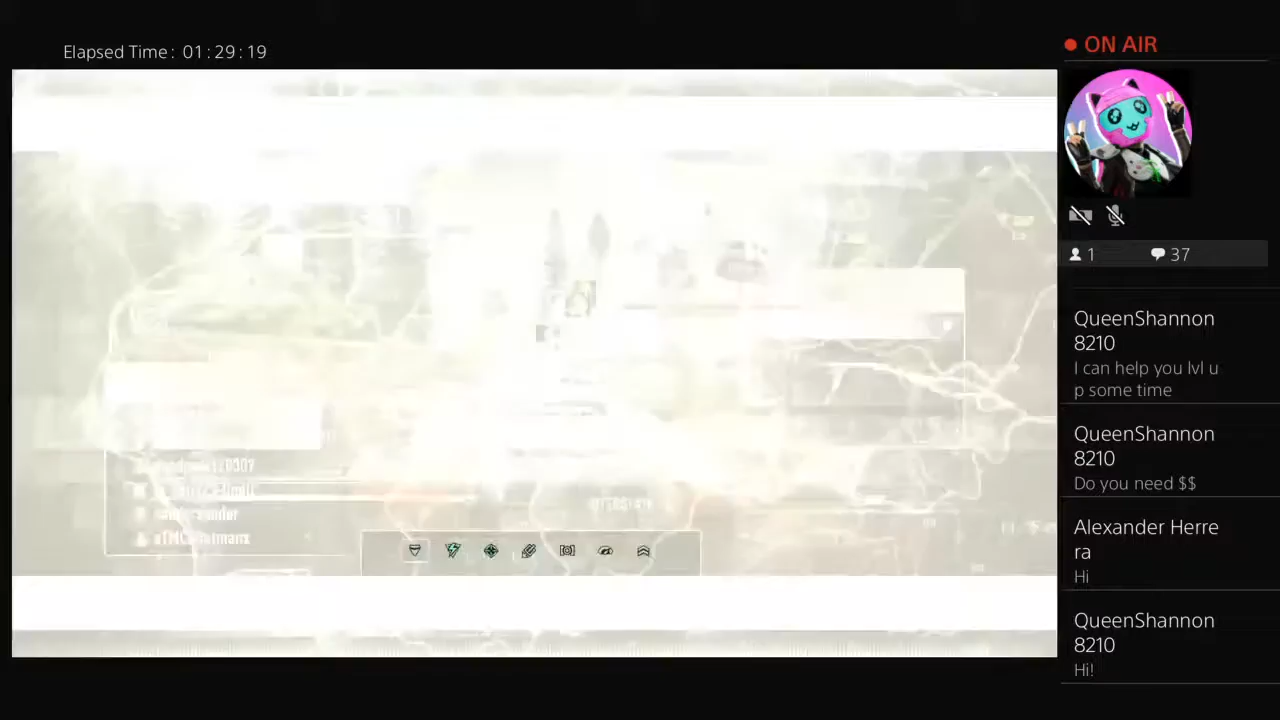 Elapsed Time: 01:29:19
ON AIR
1
37
QueenShannon
8210
I can help you lvl u
p some time
QueenShannon
8210
Do you need $$
Alexander Herre
ra
Hi
QueenShannon
8210
Hi!